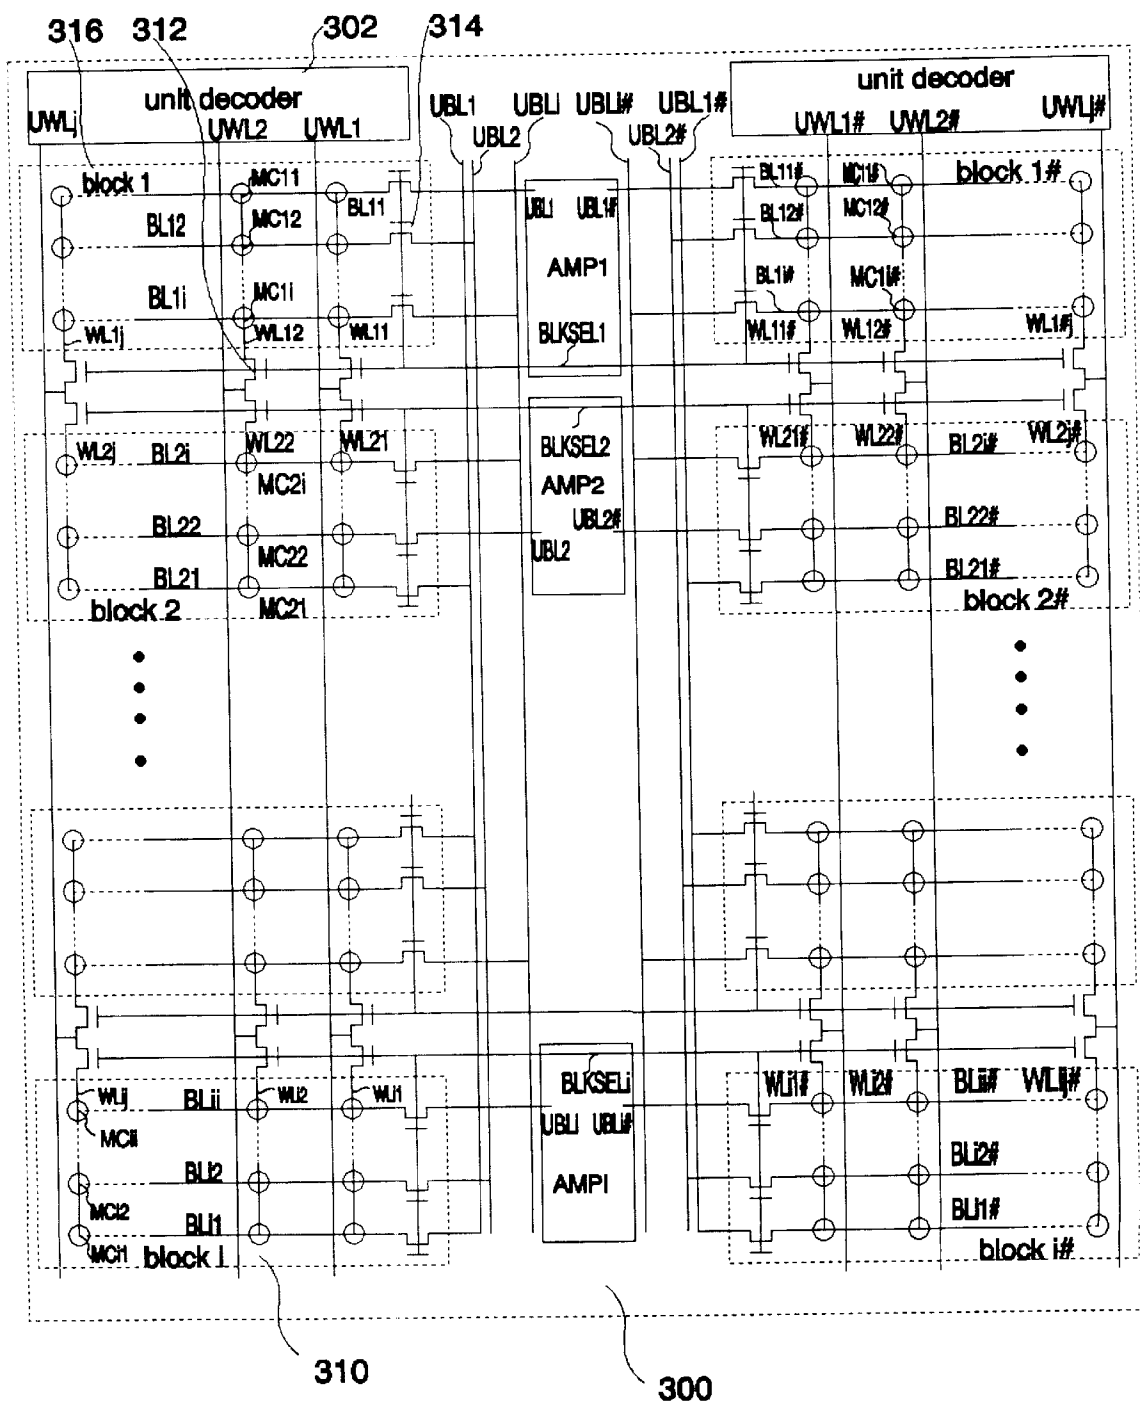 316 312 302 314
unit decoder
UWLj UWL2 UWL1
UBL1 UBLi UBLi# UBL1#
UBL2 UBL2#
unit decoder
UWL1# UWL2# UWLj#
block 1 MC11 BL11
BL12 MC12
BL1i MC1i
WL1j WL12 WL11
UBL1 UBL1#
AMP1
BLKSEL1
BL11# MC11# block 1#
BL12# MC12#
BL1i# MC1i#
WL11# WL12# WL1#j
WL2j BL2i WL22 WL21
MC2i
BL22
MC22
BL21
block 2 MC21
BLKSEL2
AMP2
UBL2#
UBL2
WL21# WL22# BL2i# WL2j#
BL22#
BL21#
block 2#
WLij BLii WLi2 WLi1
MCii
BLi2
MCi2
BLi1
MCi1 block i
BLKSELi
UBLi UBLi#
AMPi
WLi1# WLi2# BLii# WLij#
BLi2#
BLi1#
block i#
310
300